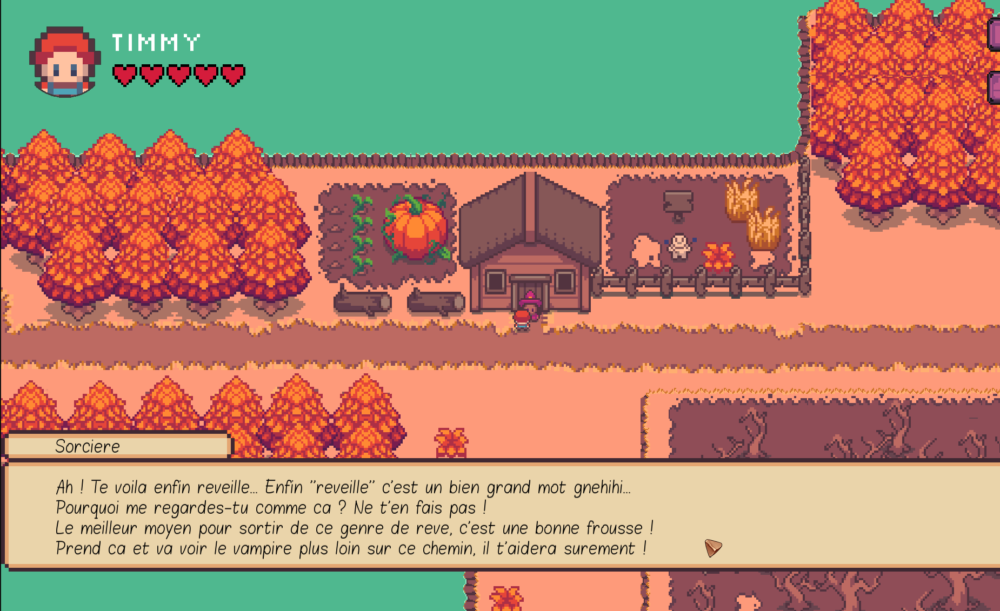 TIMMY
Sorciere
Ah ! Te voila enfin reveille... Enfin "reveille" c'est un bien grand mot gnehihi...
Pourquoi me regardes-tu comme ca ? Ne t'en fais pas !
Le meilleur moyen pour sortir de ce genre de reve, c'est une bonne frousse !
Prend ca et va voir le vampire plus loin sur ce chemin, il t'aidera surement !